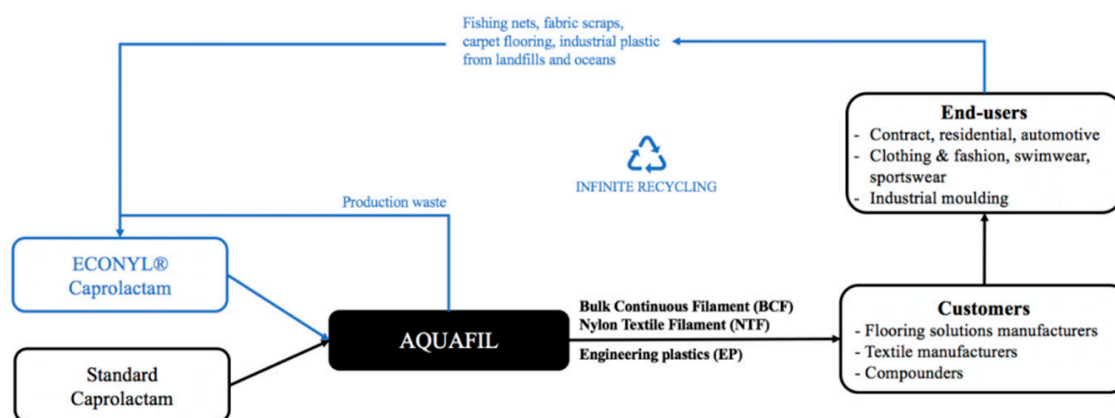 Fishing nets, fabric scraps,
carpet flooring, industrial plastic
from landfills and oceans
End-users
- Contract, residential, automotive
- Clothing & fashion, swimwear,
sportswear
- Industrial moulding
INFINITE RECYCLING
Production waste
ECONYL®
Caprolactam
Bulk Continuous Filament (BCF)
Nylon Textile Filament (NTF)
Engineering plastics (EP)
AQUAFIL
Customers
- Flooring solutions manufacturers
- Textile manufacturers
- Compounders
Standard
Caprolactam